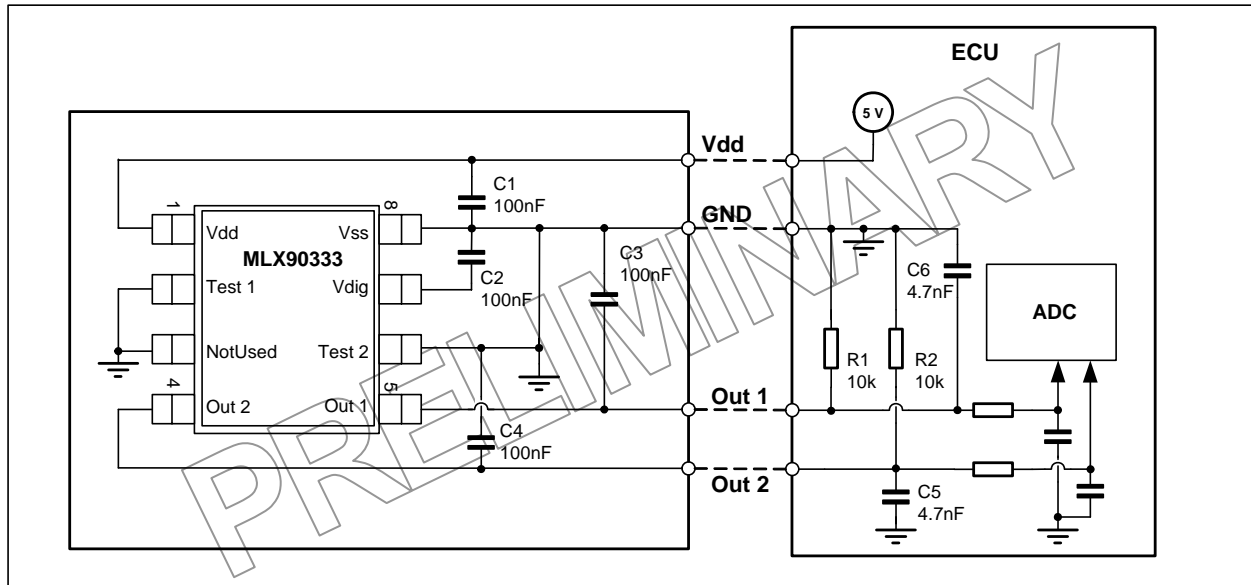 ECU
5 V
Vdd
C1
100nF
GND
1
8
Vdd
Vss
MLX90333
C3
100nF
C2
100nF
C6
4.7nF
Test 1
Vdig
ADC
NotUsed
Test 2
R1
10k
R2
10k
4
5
Out 2
Out 1
Out 1
C4
100nF
Out 2
C5
4.7nF
PRELIMINARY